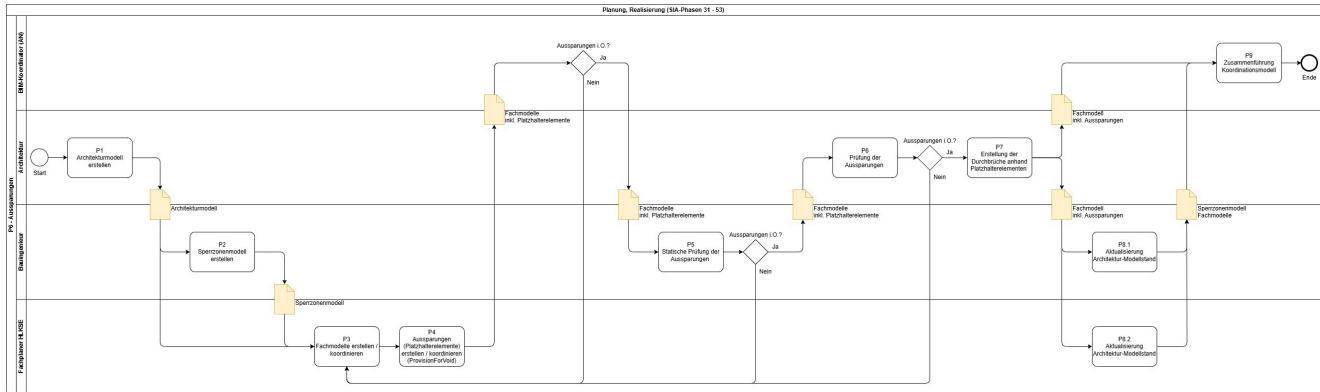 Planung, Realisierung (SIA-Phasen 31 - 53)
P6 - Aussparungen
BIM-Koordinator (AN)
Aussparungen i.O.?
Ja
Nein
Fachmodelle
inkl. Platzhalterelemente
Fachmodell
inkl. Aussparungen
P9
Zusammenführung
Koordinationsmodell
Ende
Architektur
Start
P1
Architekturmodell
erstellen
Architekturmodell
Fachmodelle
inkl. Platzhalterelemente
P6
Prüfung der
Aussparungen
Fachmodelle
inkl. Platzhalterelemente
Aussparungen i.O.?
Ja
Nein
P7
Erstellung der
Durchbrüche anhand
Platzhalterelementen
Fachmodell
inkl. Aussparungen
Sperrzonenmodell
Fachmodelle
Bauingenieur
P2
Sperrzonenmodell
erstellen
Sperrzonenmodell
P5
Statische Prüfung der
Aussparungen
Aussparungen i.O.?
Ja
Nein
P8.1
Aktualisierung
Architektur-Modellstand
Fachplaner HLKSE
P3
Fachmodelle erstellen /
koordinieren
P4
Aussparungen
(Platzhalterelemente)
erstellen / koordinieren
(ProvisionForVoid)
P8.2
Aktualisierung
Architektur-Modellstand